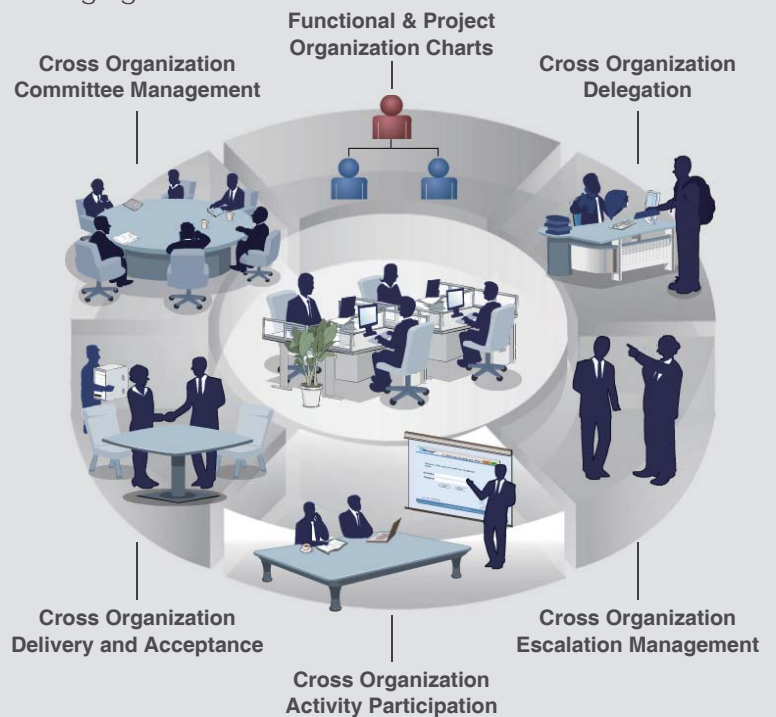 Functional & Project
Organization Charts
Cross Organization
Committee Management
Cross Organization
Delegation
Cross Organization
Delivery and Acceptance
Cross Organization
Escalation Management
Cross Organization
Activity Participation